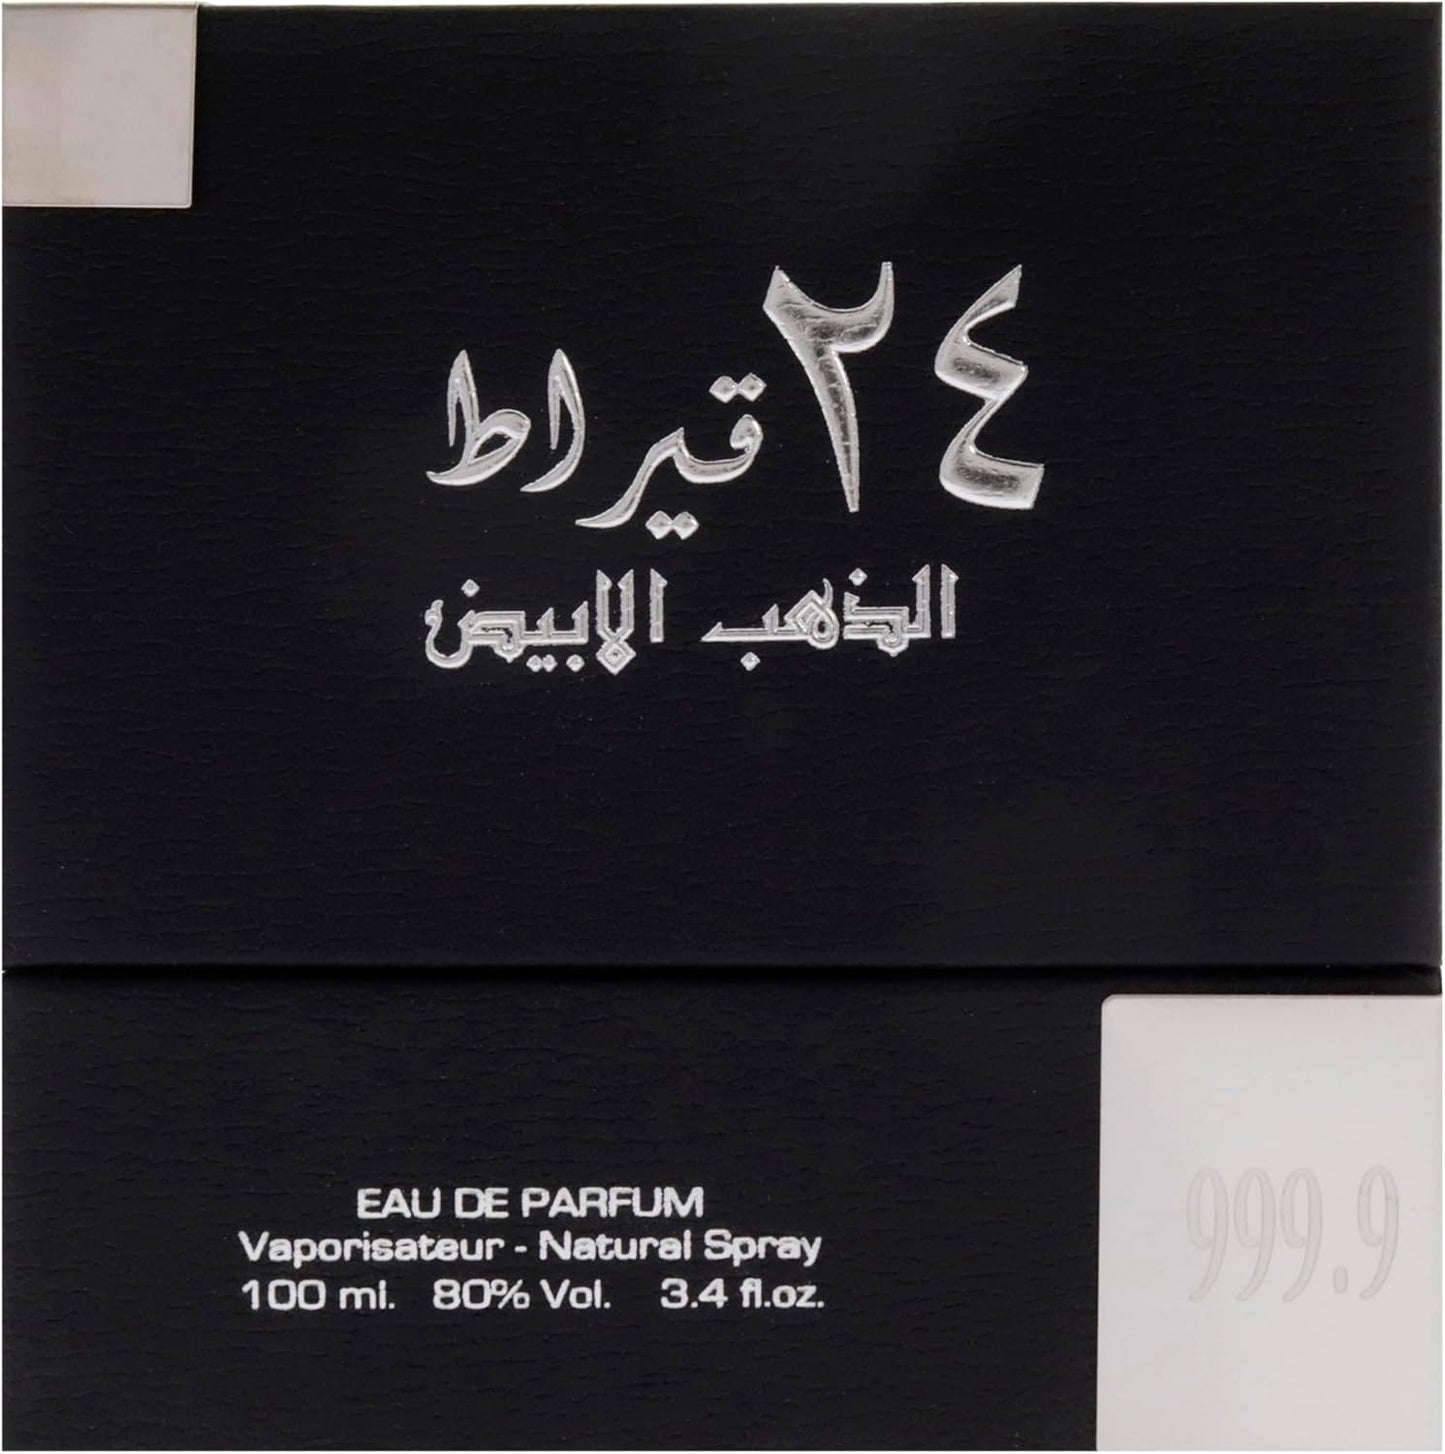 ٢٤ قيراط
الذهب الابيض
EAU DE PARFUM
Vaporisateur - Natural Spray
100 ml. 80% Vol. 3.4 fl.oz.
999.9